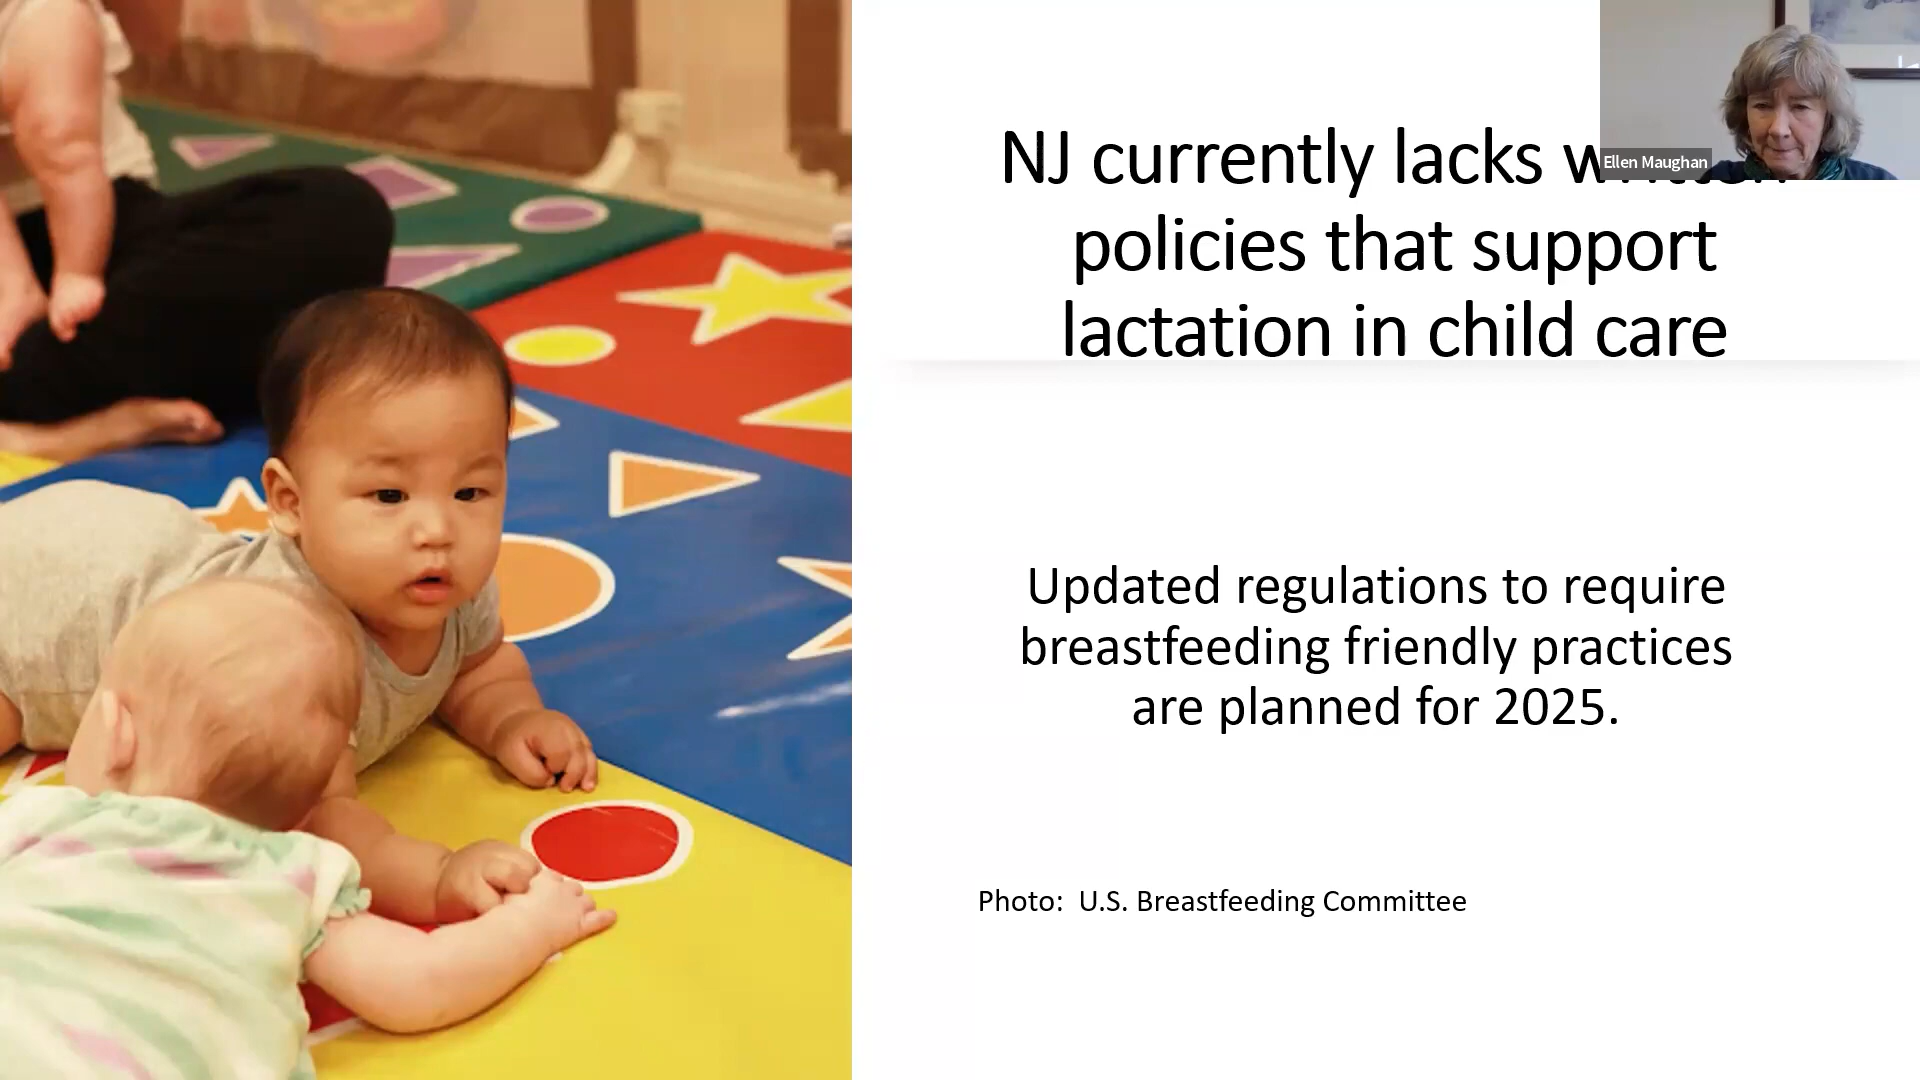 NJ currently lacks written
policies that support
lactation in child care
Ellen Maughan
Updated regulations to require
breastfeeding friendly practices
are planned for 2025.
Photo: U.S. Breastfeeding Committee